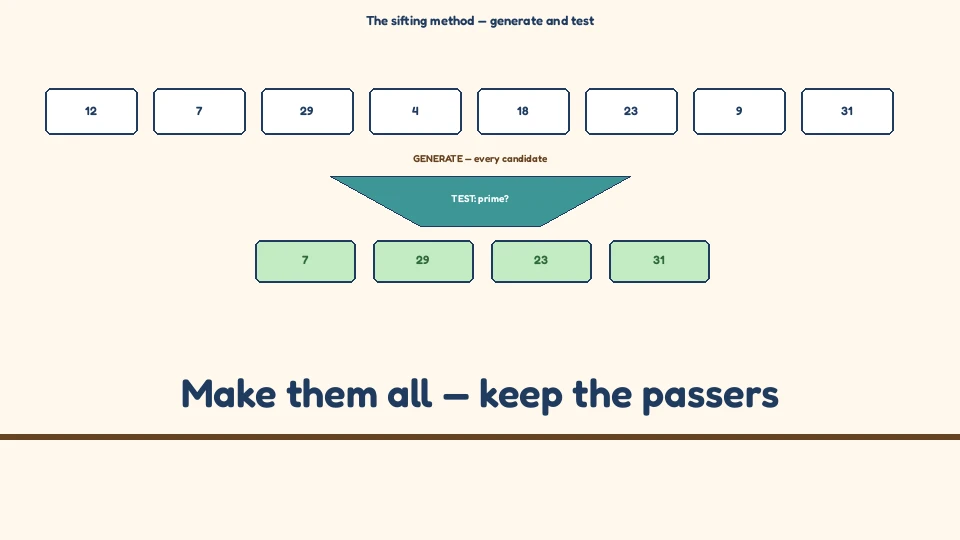 The sifting method — generate and test
12 7 29 4 18 23 9 31
GENERATE — every candidate
TEST: prime?
7 29 23 31
Make them all — keep the passers